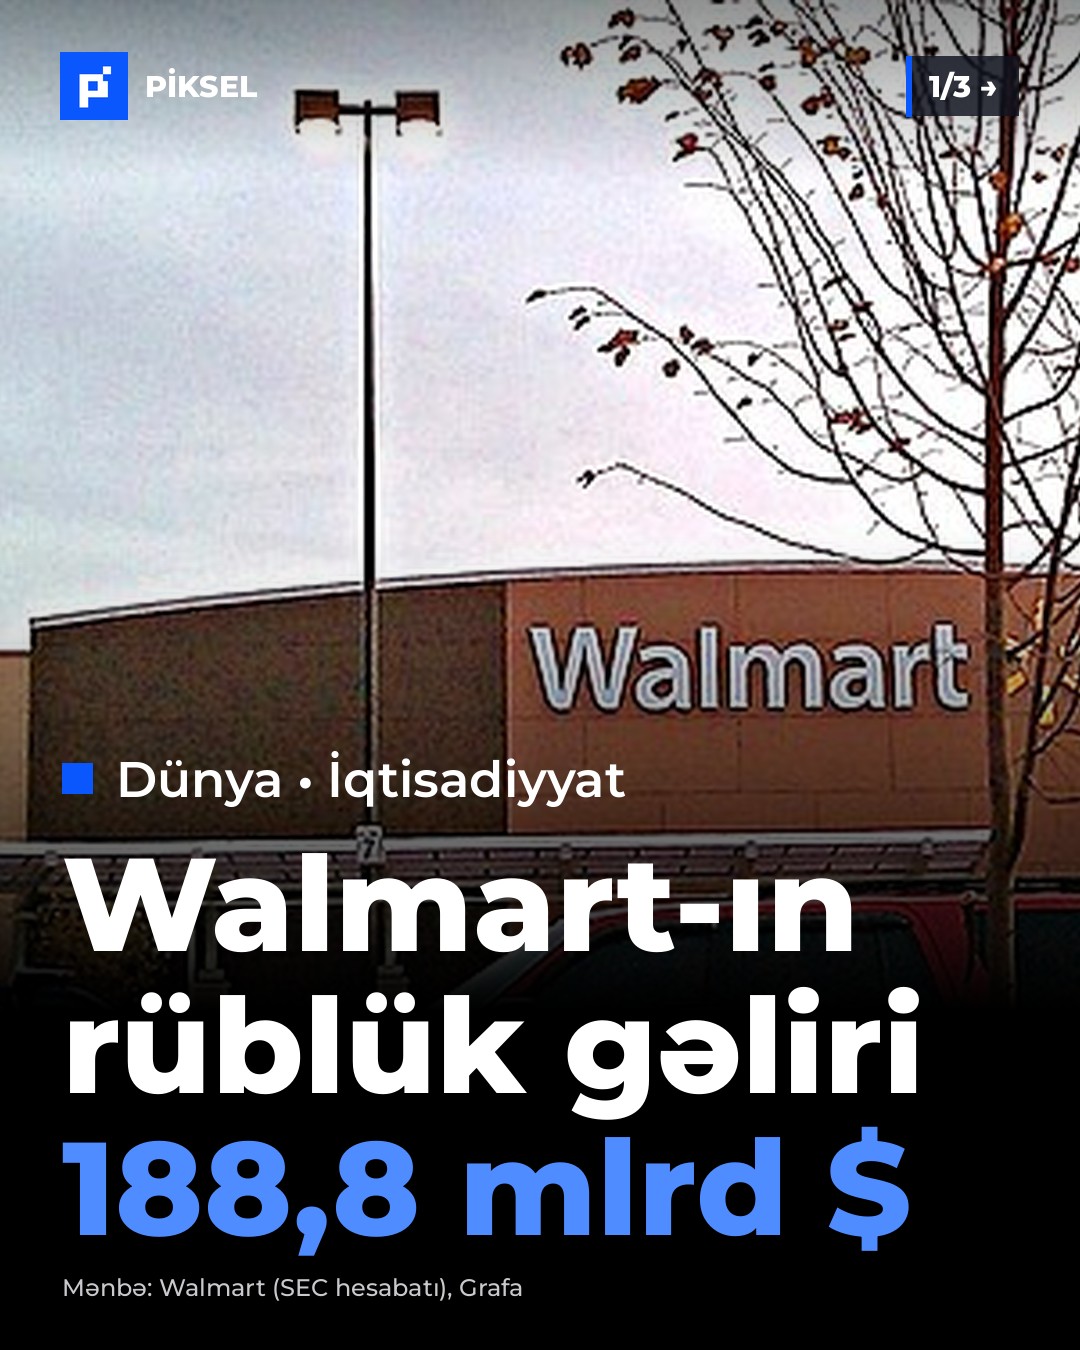 PİKSEL
1/3 →
Walmart
Dünya • İqtisadiyyat
7
Walmart-ın
rüblük gəliri
188,8 mlrd $
Mənbə: Walmart (SEC hesabatı), Grafa